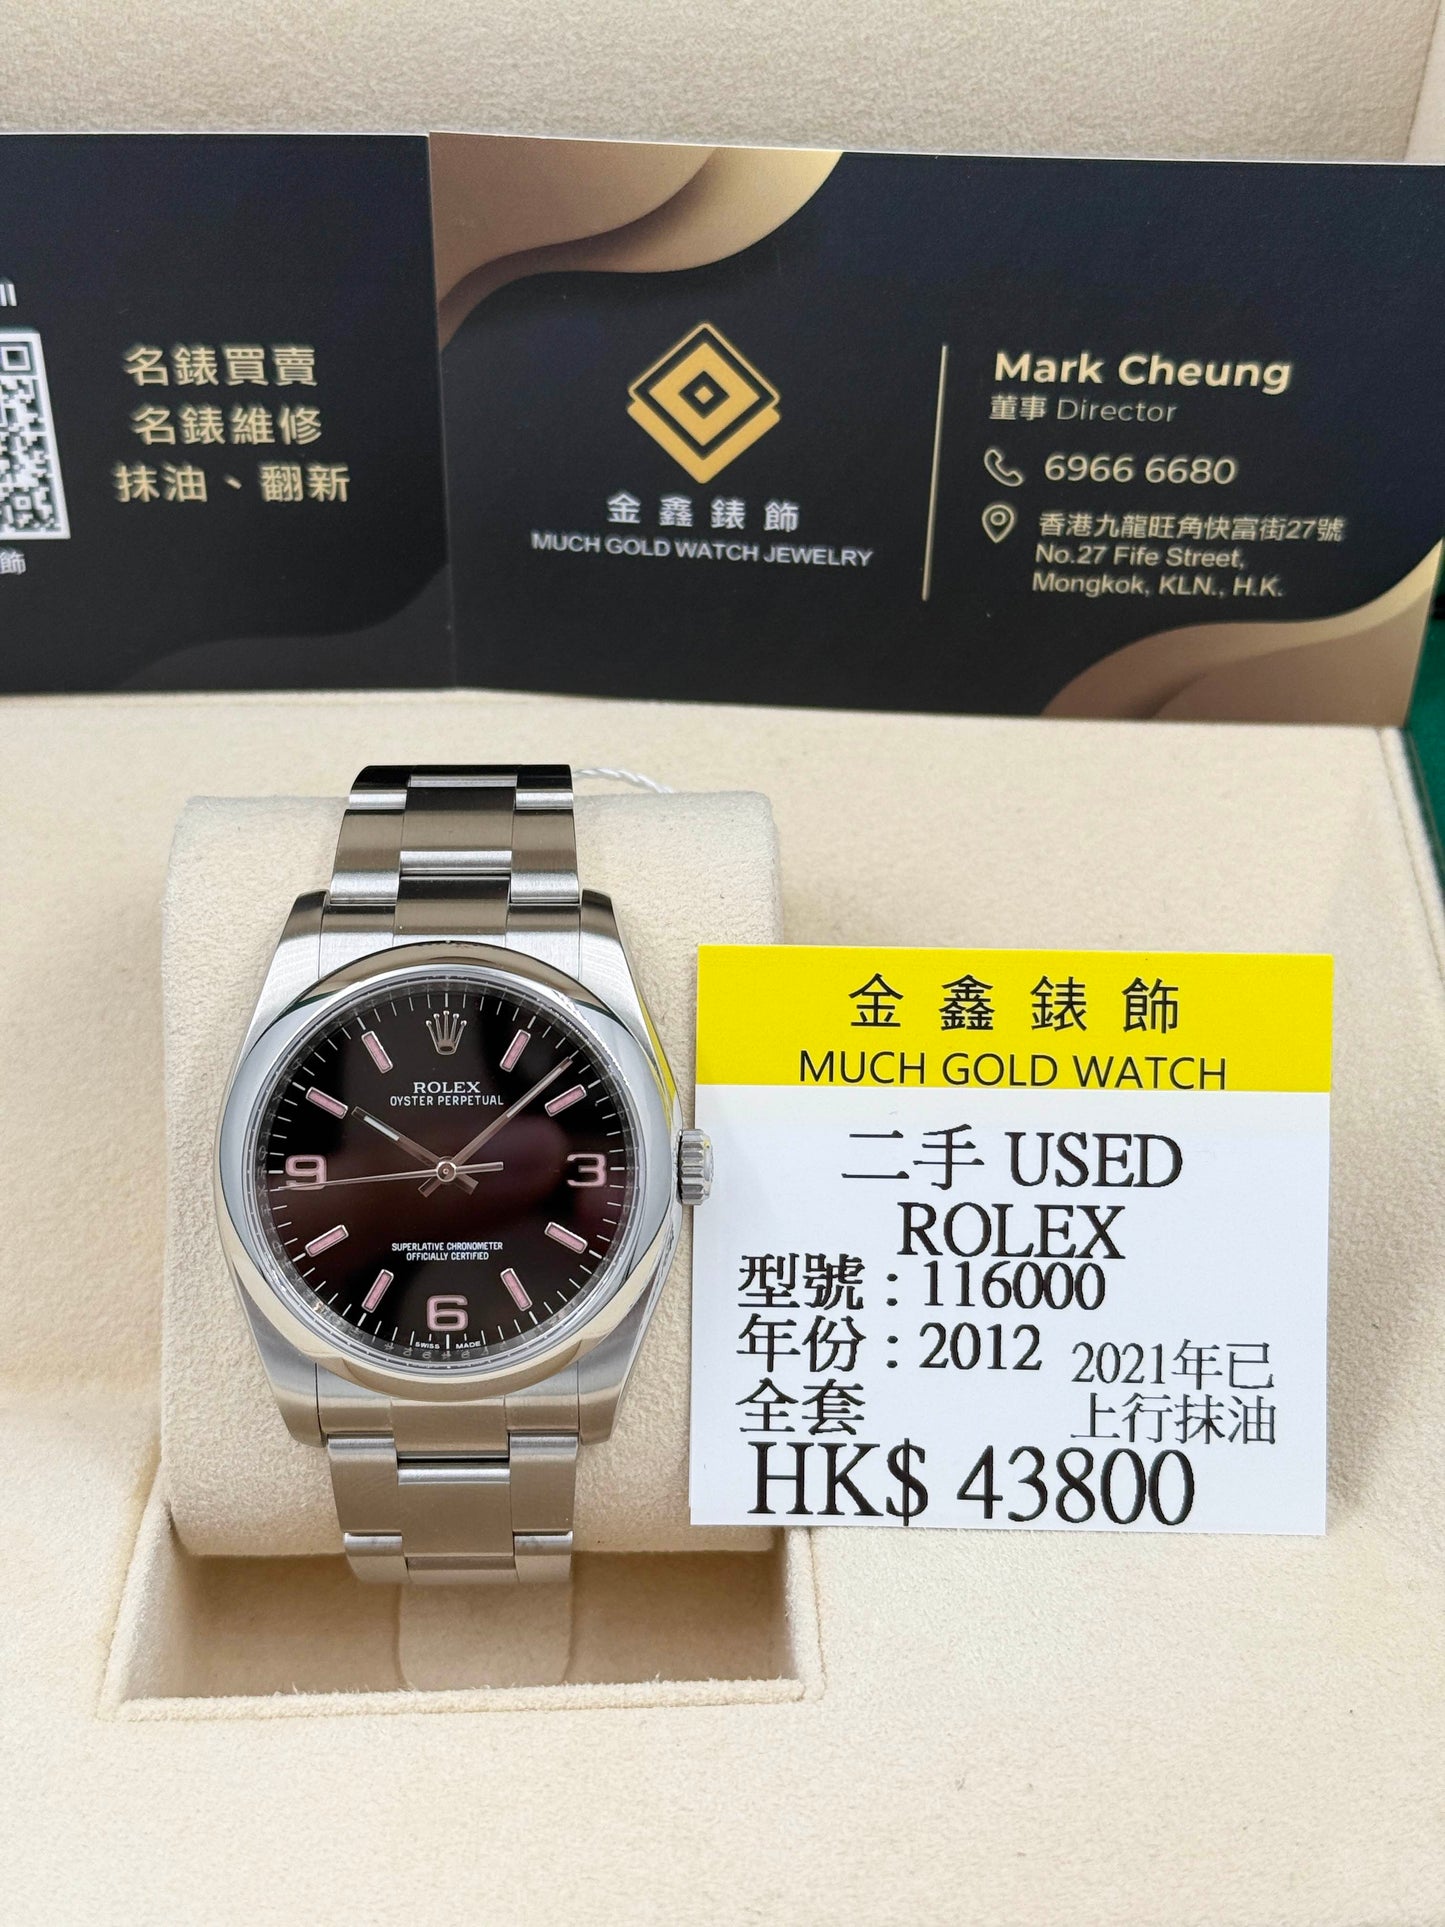 名錶買賣
名錶維修
抹油、翻新
飾
金鑫錶飾
MUCH GOLD WATCH JEWELRY
Mark Cheung
董事 Director
6966 6680
香港九龍旺角快富街27號
No.27 Fife Street,
Mongkok, KLN., H.K.
ROLEX
OYSTER PERPETUAL
9
3
SUPERLATIVE CHRONOMETER
OFFICIALLY CERTIFIED
6
SWISS MADE
金鑫錶飾
MUCH GOLD WATCH
二手 USED
ROLEX
型號：116000
年份：2012
2021年已
全套
上行抹油
HK$ 43800